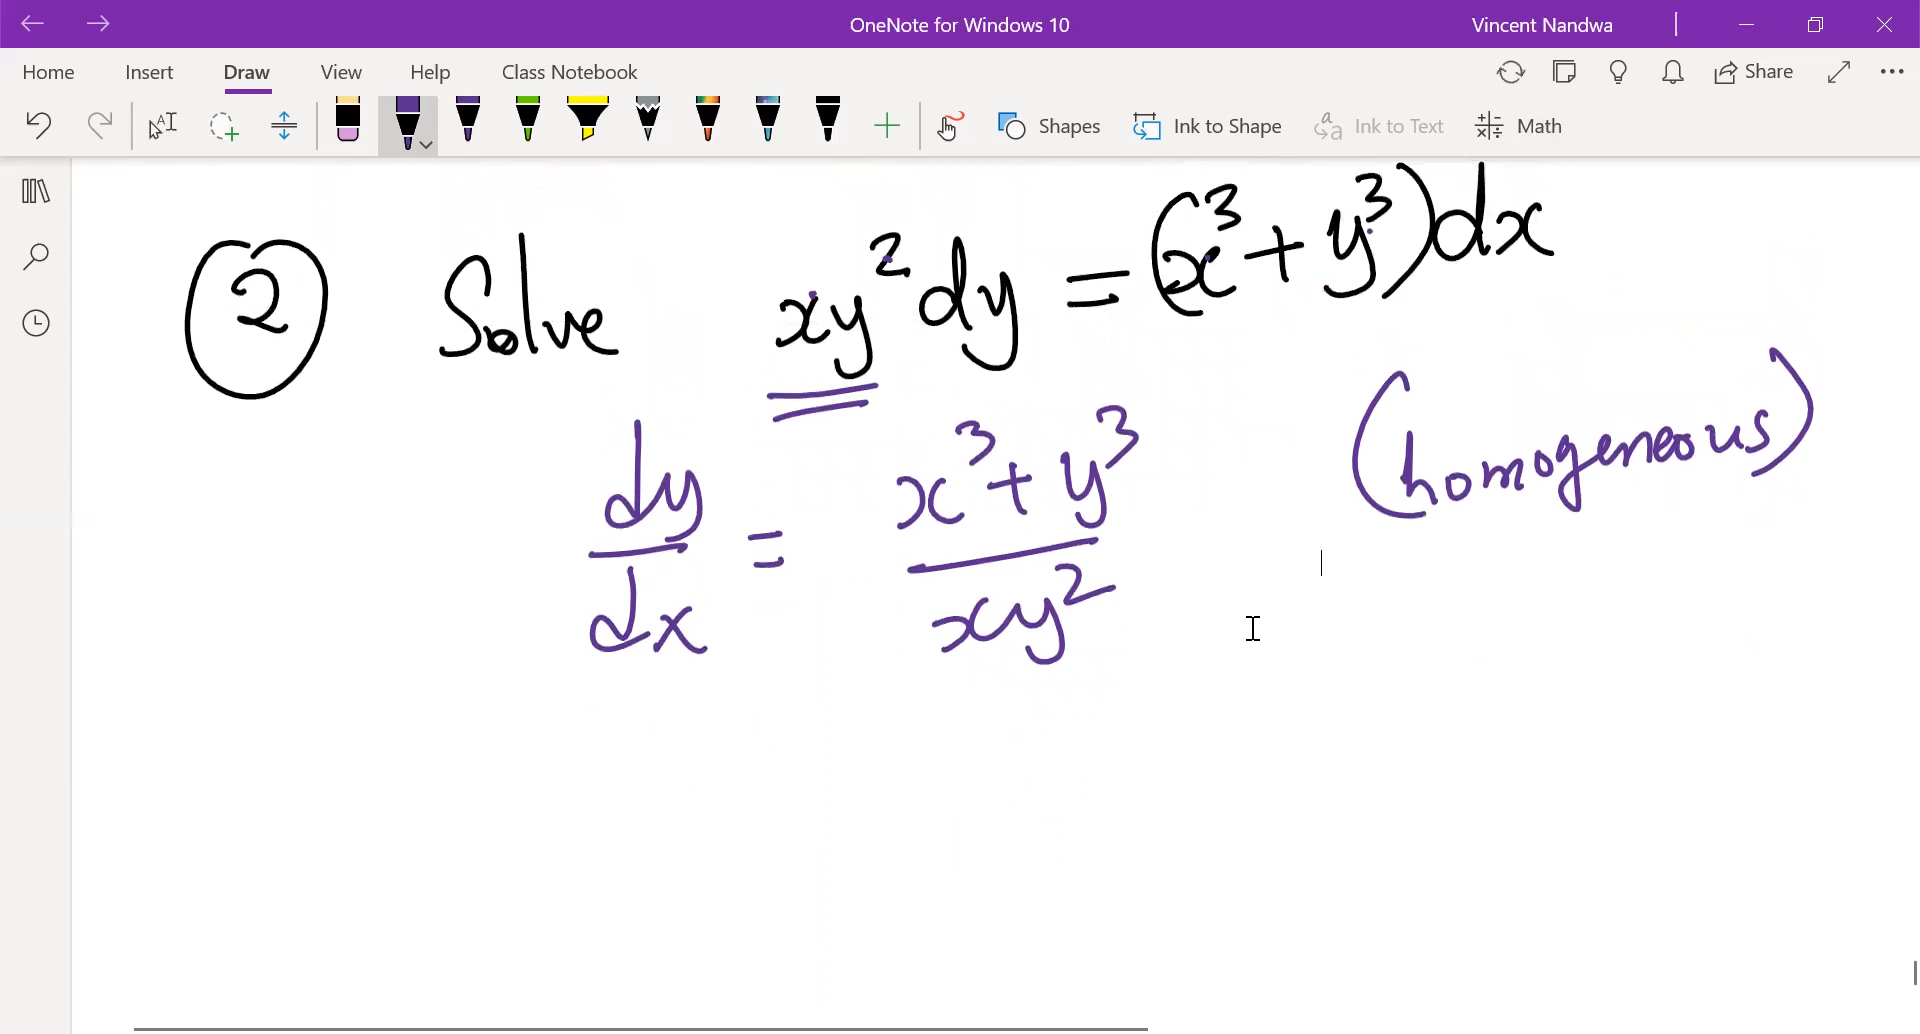 OneNote for Windows 10
Vincent Nandwa
Home Insert Draw View Help Class Notebook Share
Shapes Ink to Shape Ink to Text Math
② Solve xy²dy = (x³+y³)dx
(homogeneous)
dy/dx = x³+y³/xy²